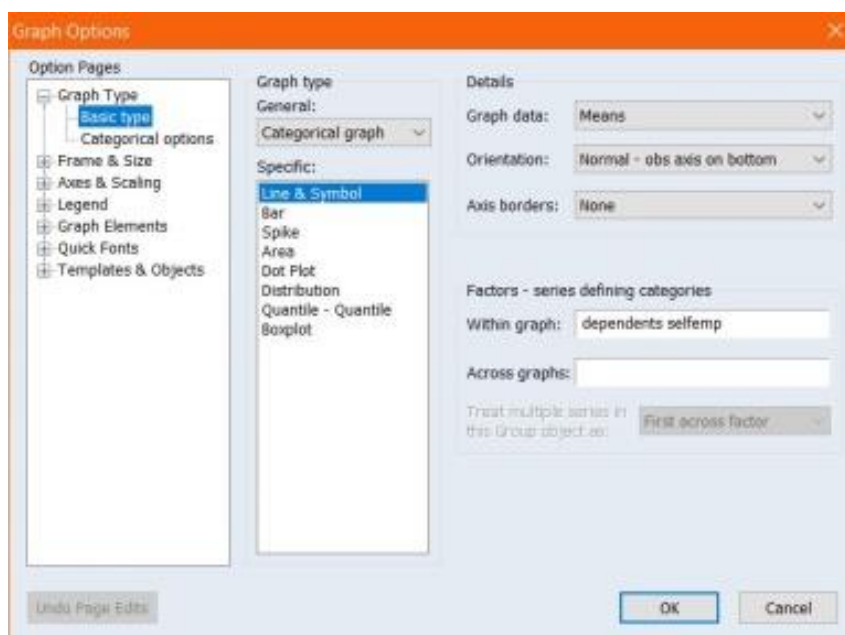 Graph Options
Option Pages
Graph Type
Basic type
Categorical options
Frame & Size
Axes & Scaling
Legend
Graph Elements
Quick Fonts
Templates & Objects
Graph type
General:
Categorical graph
Specific:
Line & Symbol
Bar
Spike
Area
Dot Plot
Distribution
Quantile - Quantile
Boxplot
Details
Graph data: Means
Orientation: Normal - obs axis on bottom
Axis borders: None
Factors - series defining categories
Within graph: dependents selfemp
Across graphs:
Treat multiple series in
this Group object as: First across factor
Undo Page Edits
OK Cancel